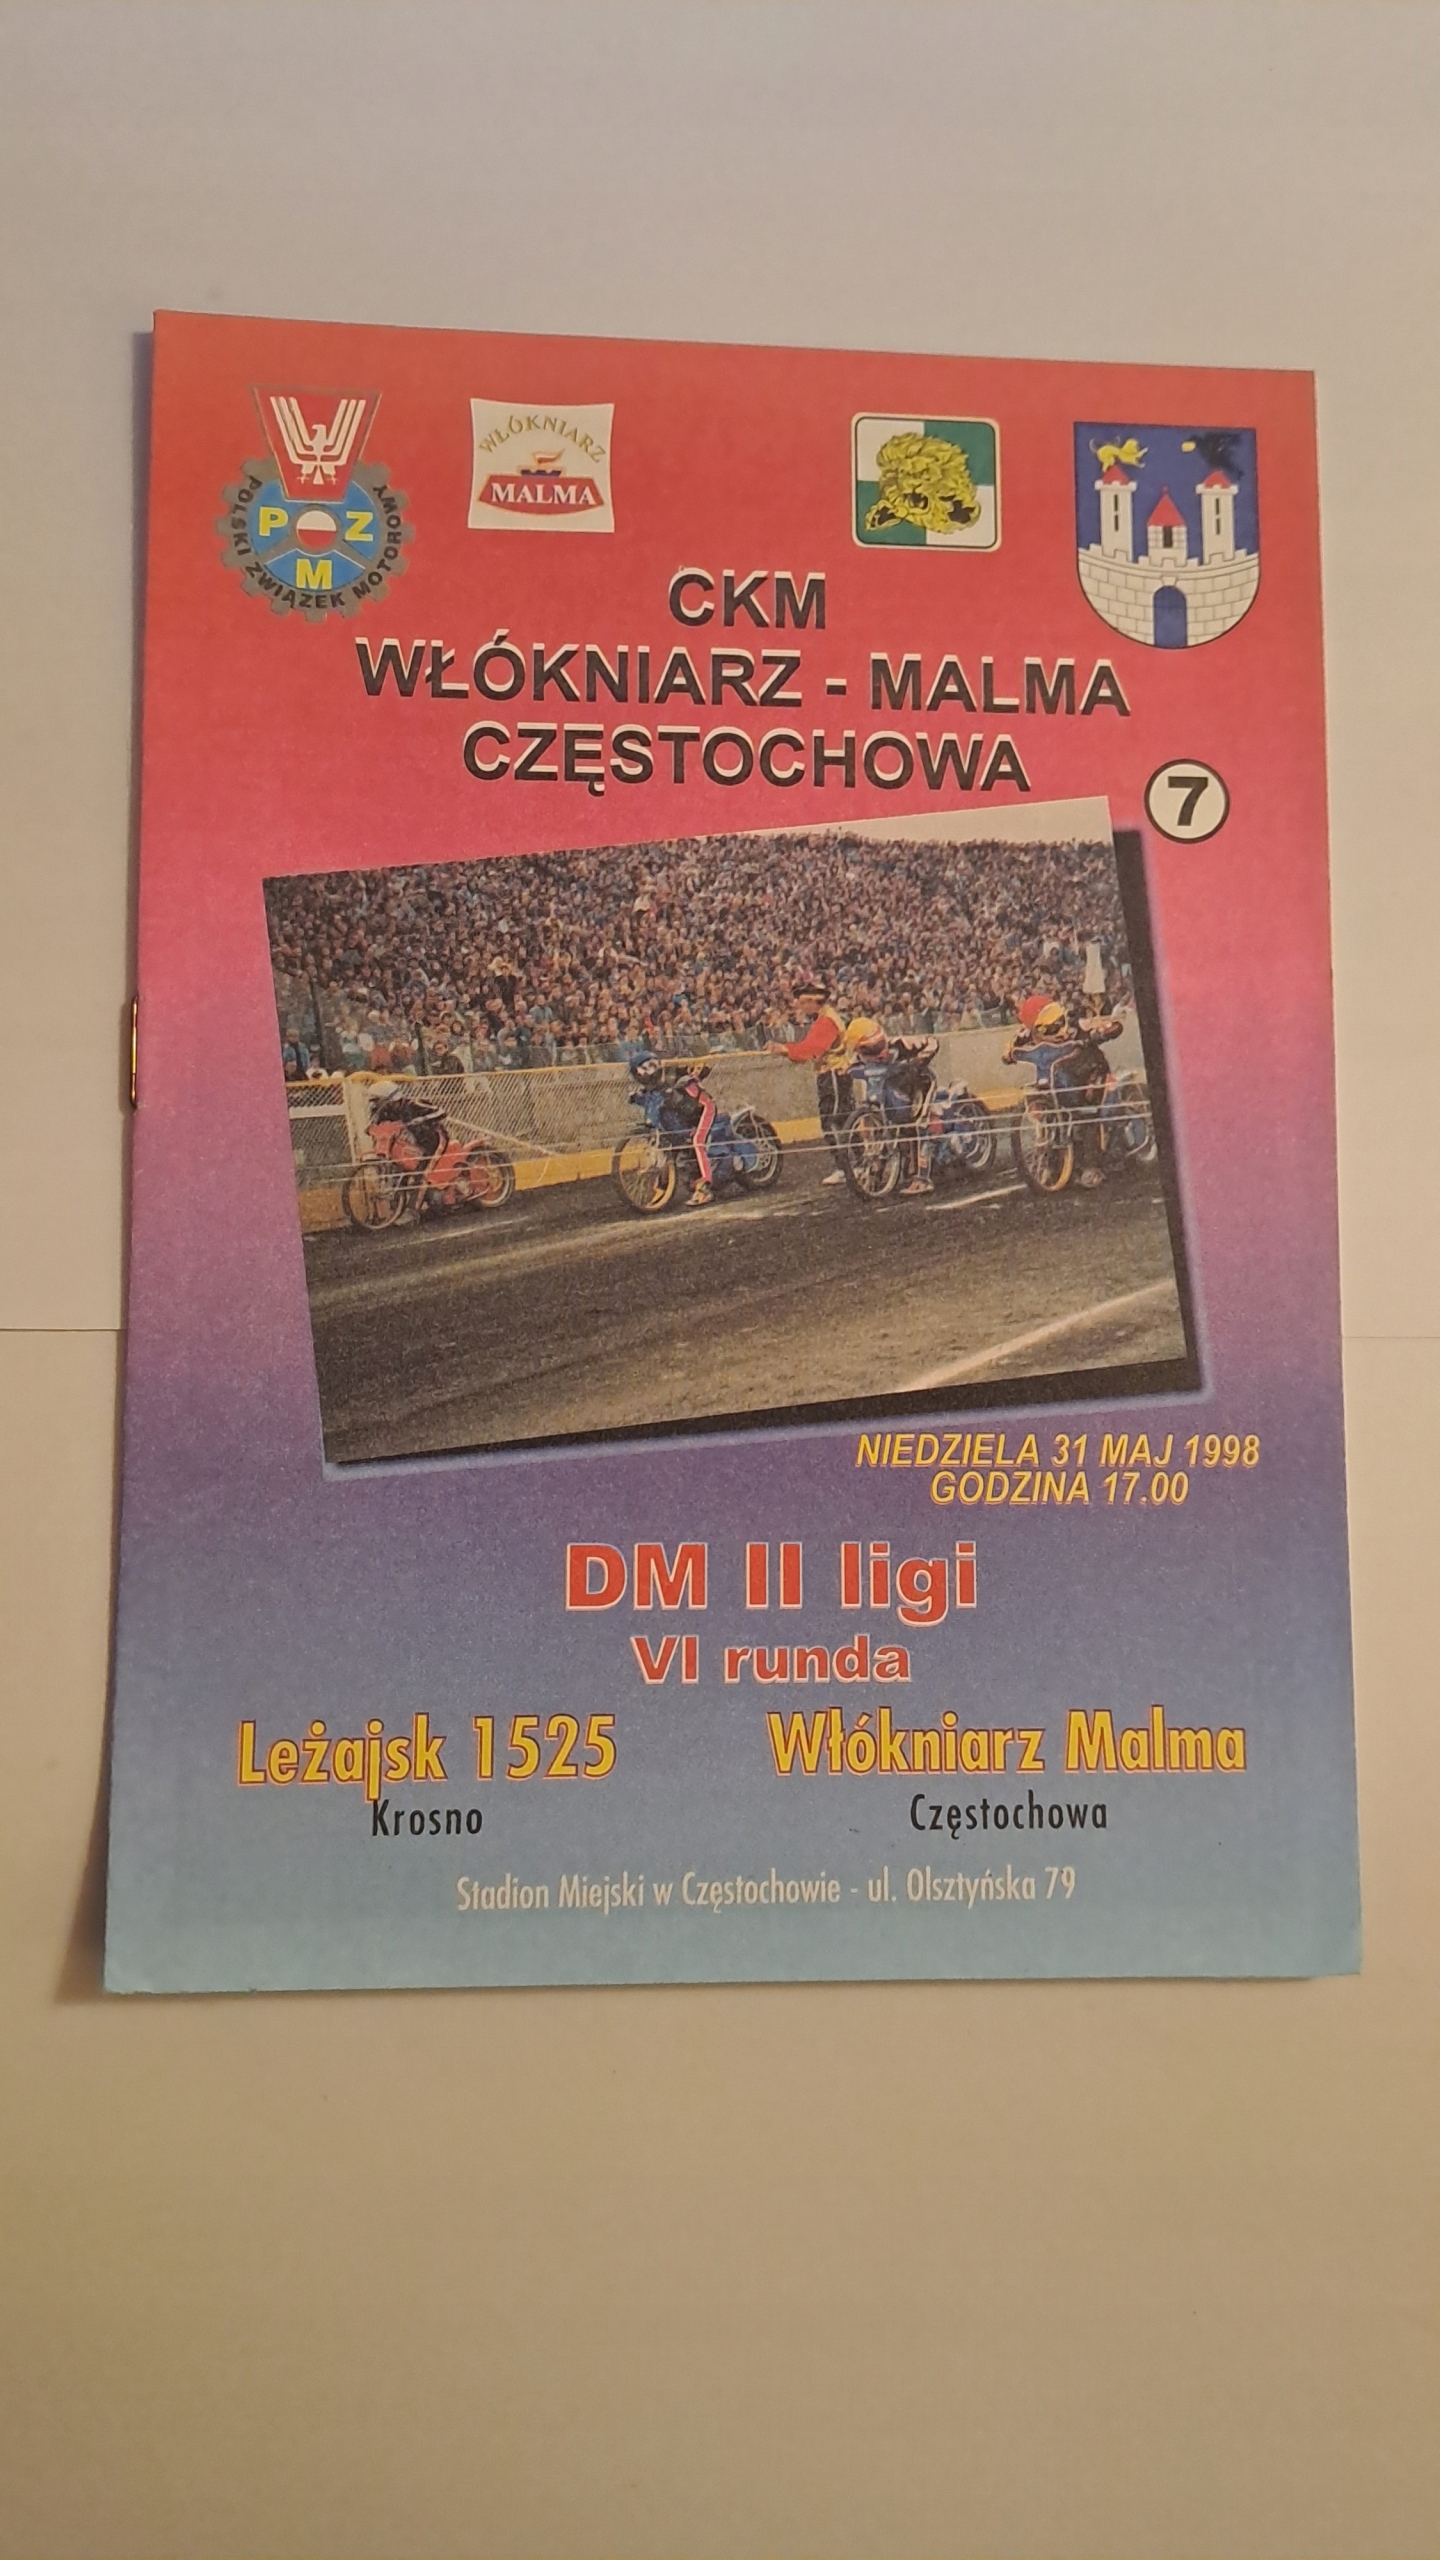 POLSKI ZWIĄZEK MOTOROWY
P Z
M
WŁÓKNIARZ
MALMA
CKM
WŁÓKNIARZ - MALMA
CZĘSTOCHOWA
7
NIEDZIELA 31 MAJ 1998
GODZINA 17.00
DM II ligi
VI runda
Leżajsk 1525
Krosno
Włókniarz Malma
Częstochowa
Stadion Miejski w Częstochowie - ul. Olsztyńska 79